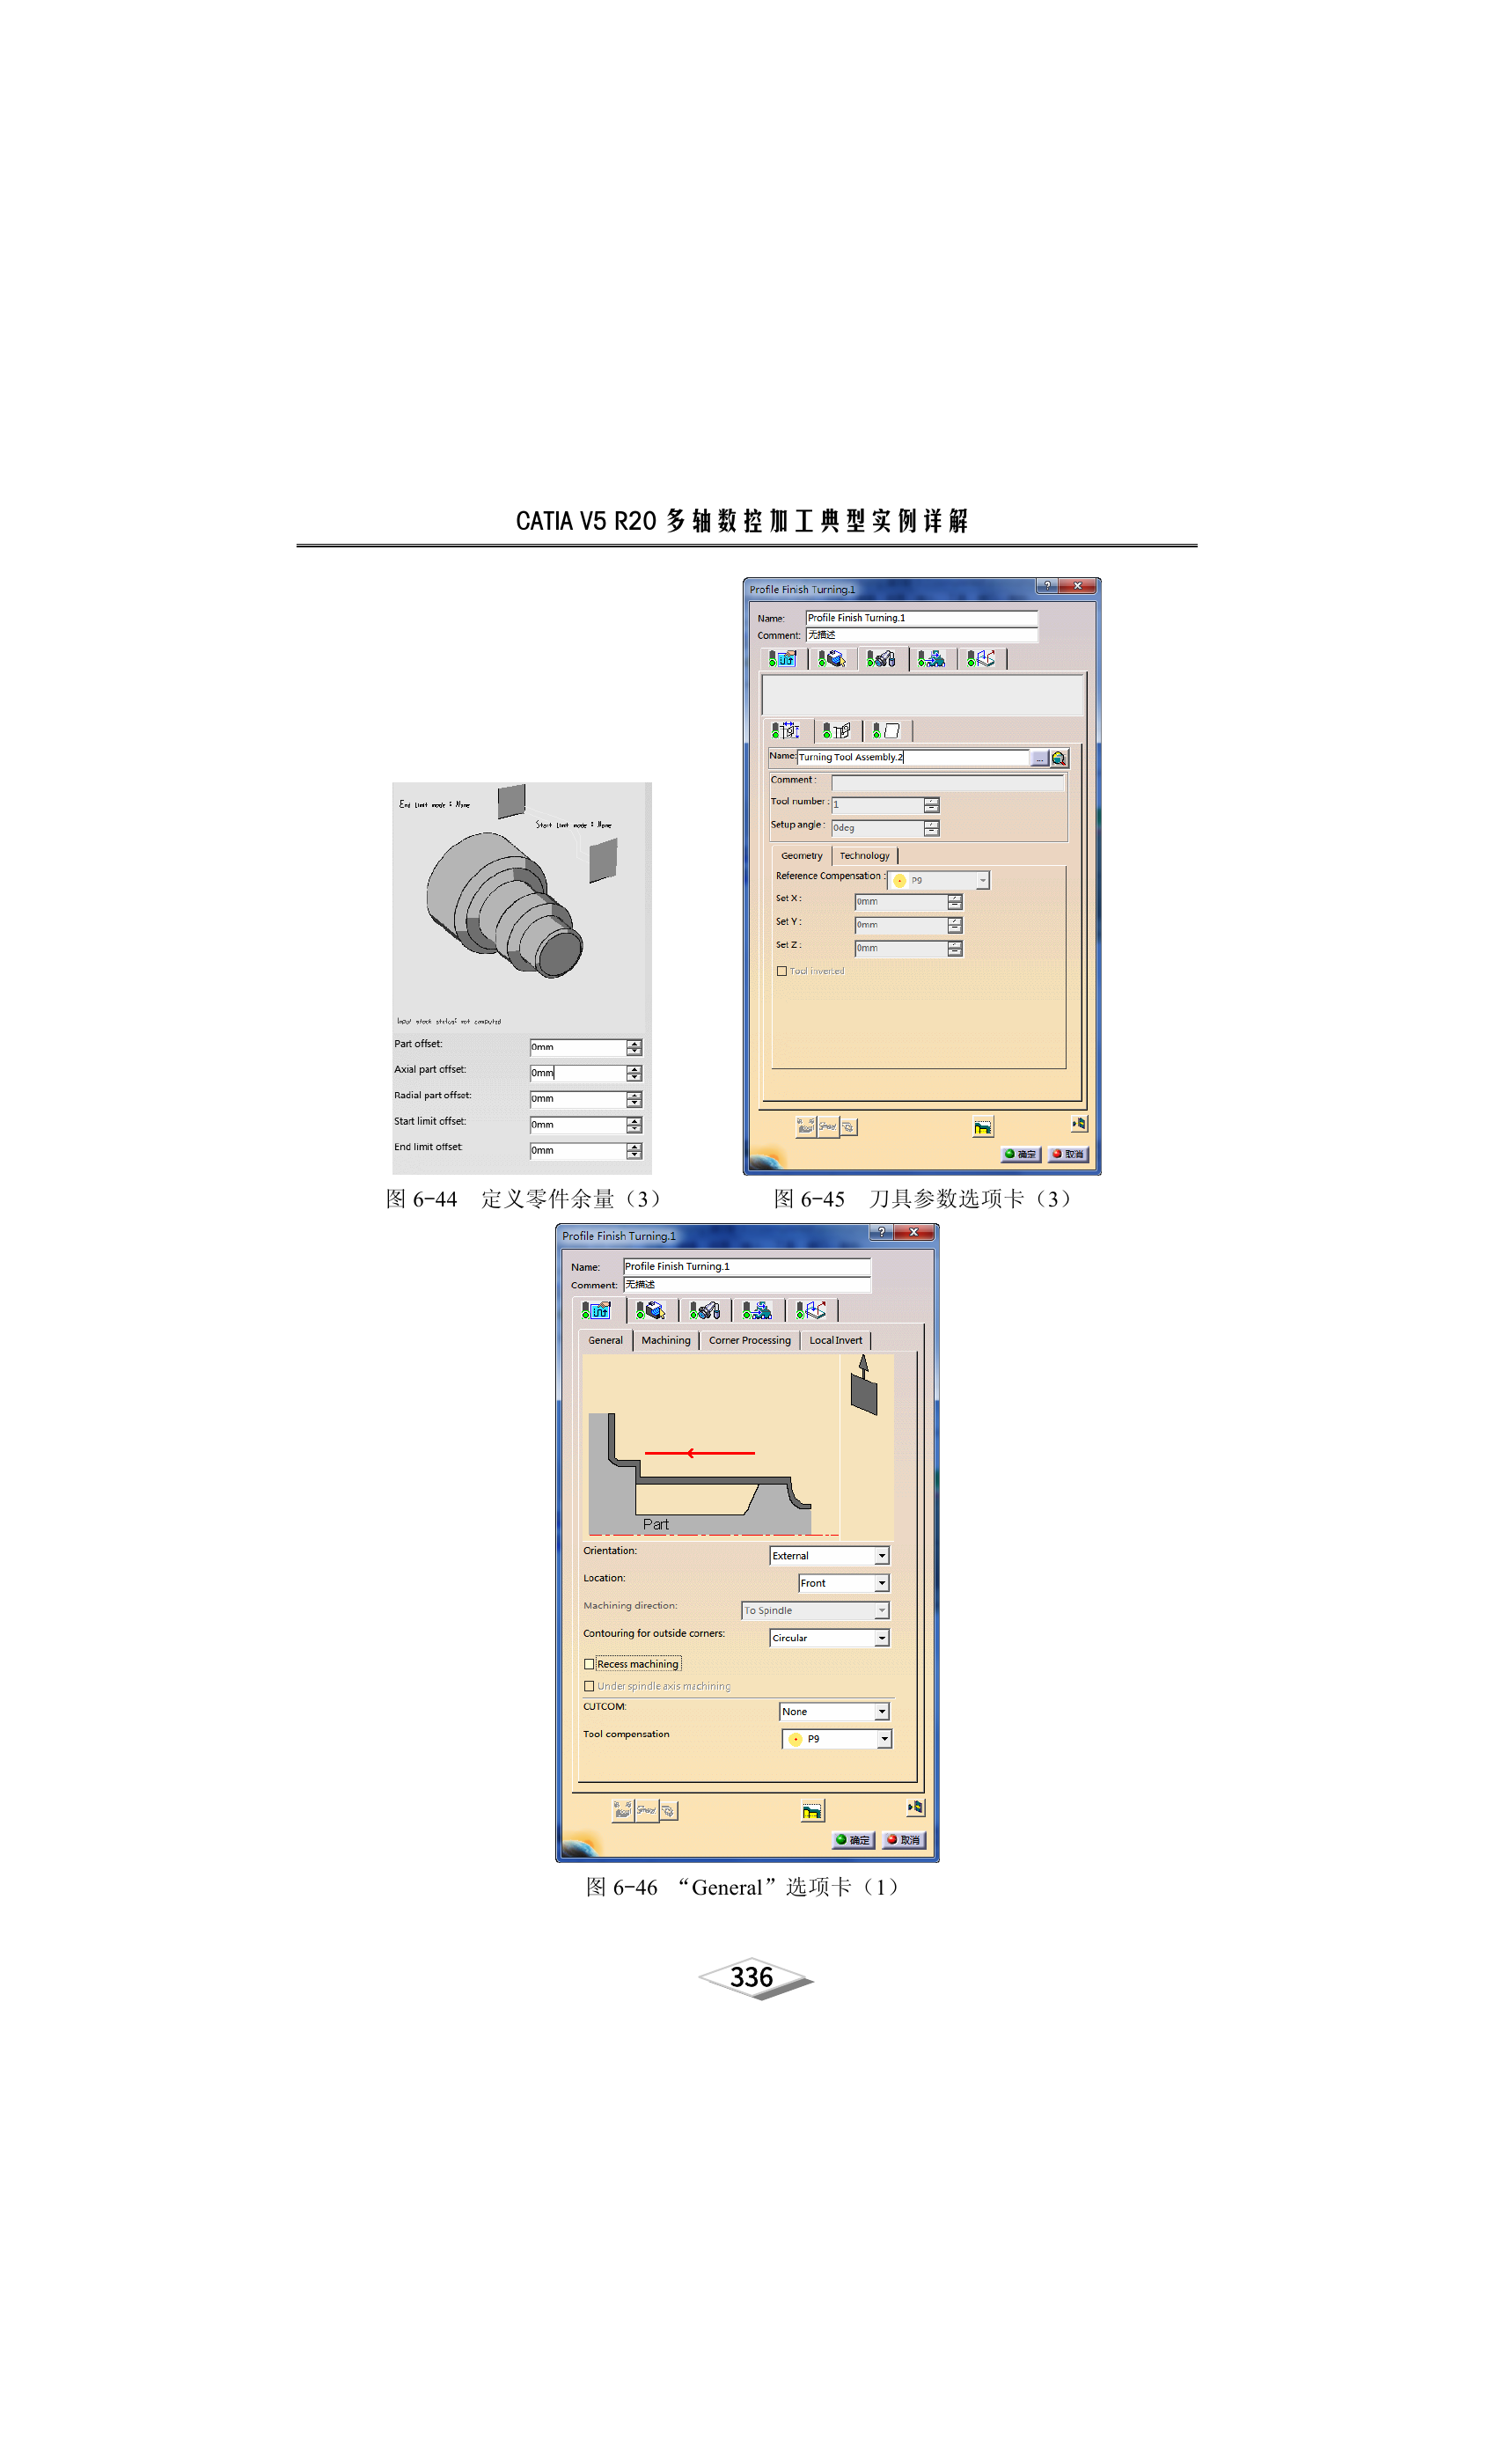 CATIA V5 R20 多轴数控加工典型实例详解
End limit mode : None
Start limit mode : None
Input stock status: not computed
Part offset: 0mm
Axial part offset: 0mm
Radial part offset: 0mm
Start limit offset: 0mm
End limit offset: 0mm
图 6-44 定义零件余量（3）
Profile Finish Turning.1
Name: Profile Finish Turning.1
Comment: 无描述
Name: Turning Tool Assembly.2 ...
Comment :
Tool number : 1
Setup angle : 0deg
Geometry Technology
Reference Compensation : P9
Set X : 0mm
Set Y : 0mm
Set Z : 0mm
Tool inverted
确定 取消
图 6-45 刀具参数选项卡（3）
Profile Finish Turning.1
Name: Profile Finish Turning.1
Comment: 无描述
General Machining Corner Processing Local Invert
Part
Orientation: External
Location: Front
Machining direction: To Spindle
Contouring for outside corners: Circular
Recess machining
Under spindle axis machining
CUTCOM: None
Tool compensation P9
确定 取消
图 6-46 “General”选项卡（1）
336